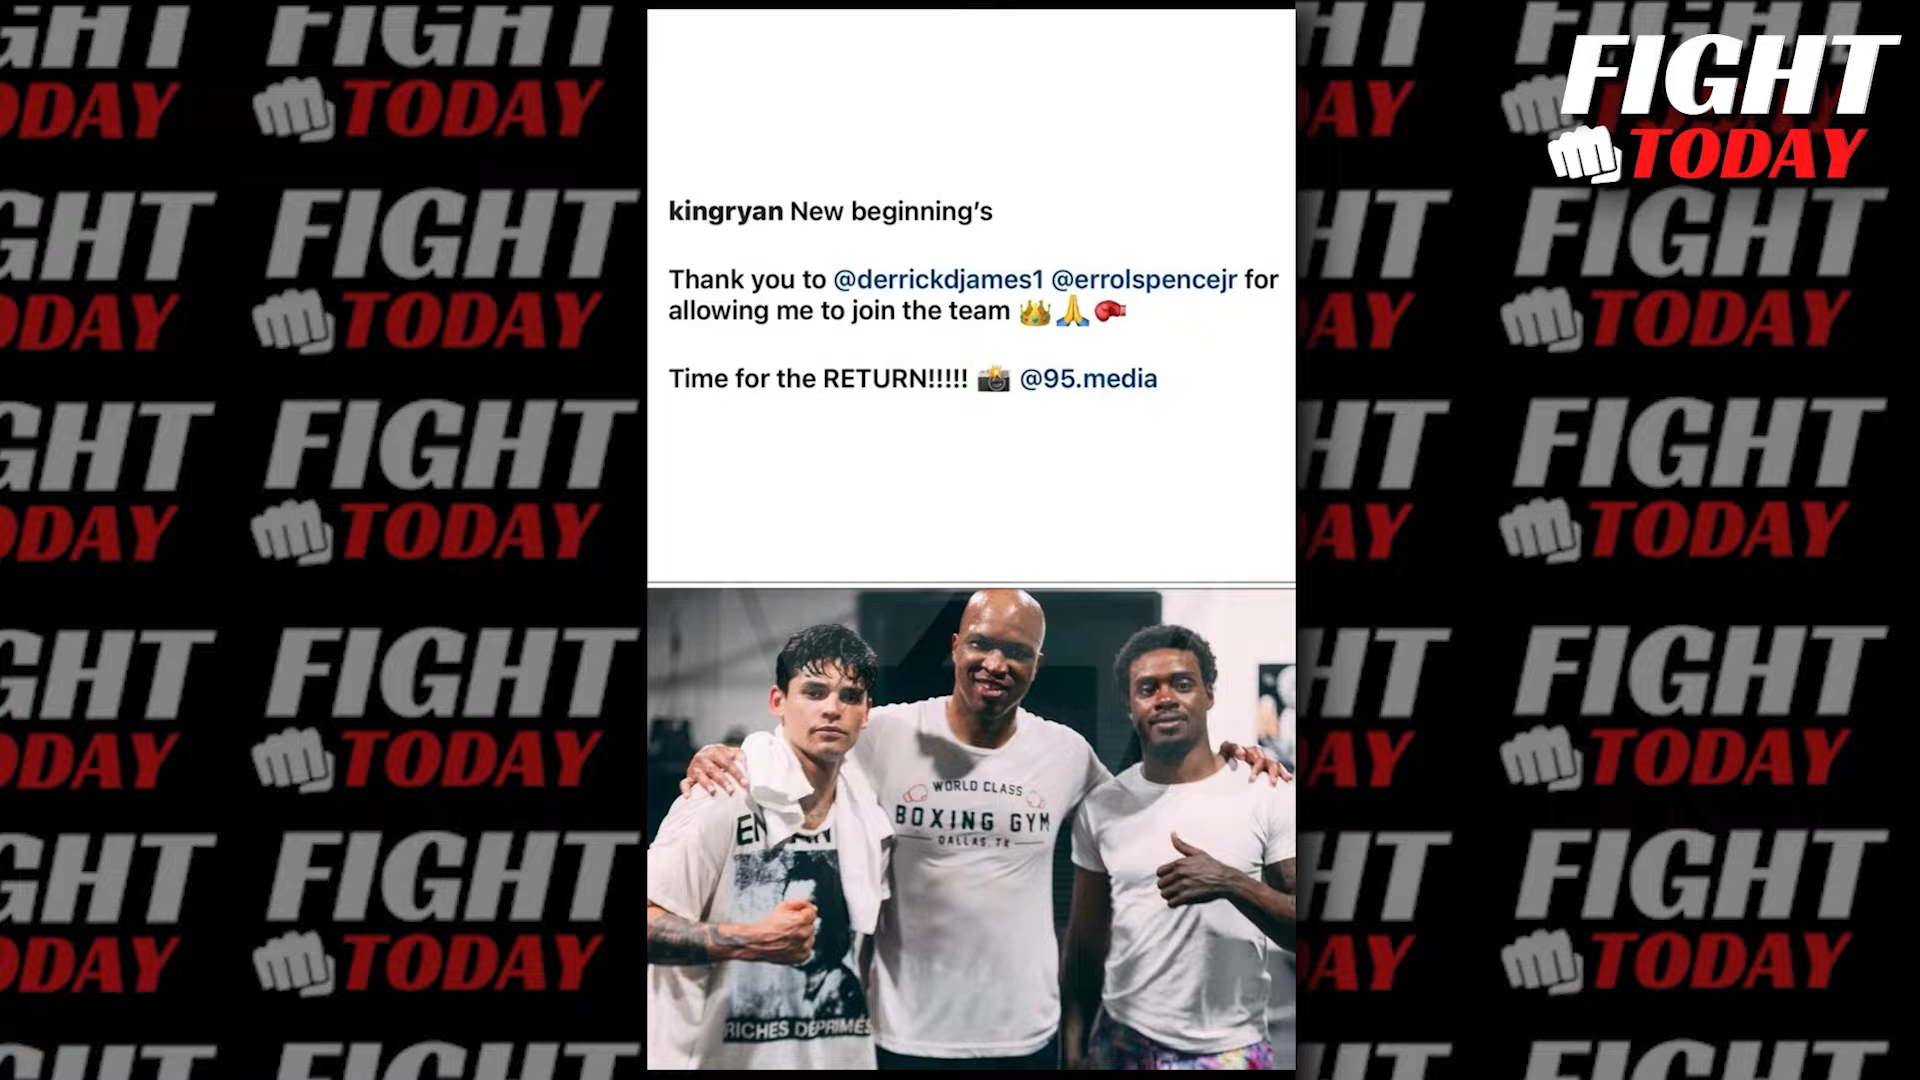 FIGHT
TODAY
kingryan New beginning’s
Thank you to @derrickdjames1 @errolspencejr for
allowing me to join the team 👑🙏🥊
Time for the RETURN!!!!! 📸 @95.media
WORLD CLASS
BOXING GYM
DALLAS, TX
RICHES DÉPRIMÉS